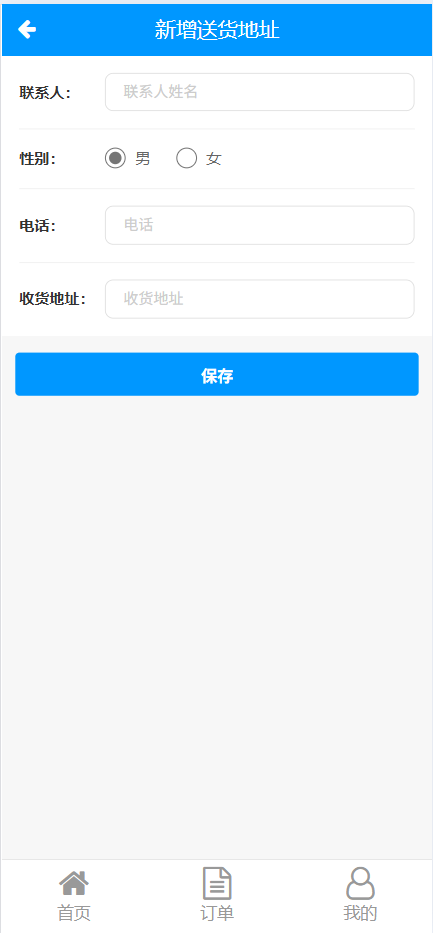 新增送货地址
联系人：
联系人姓名
性别：
男
女
电话：
电话
收货地址：
收货地址
保存
首页
订单
我的